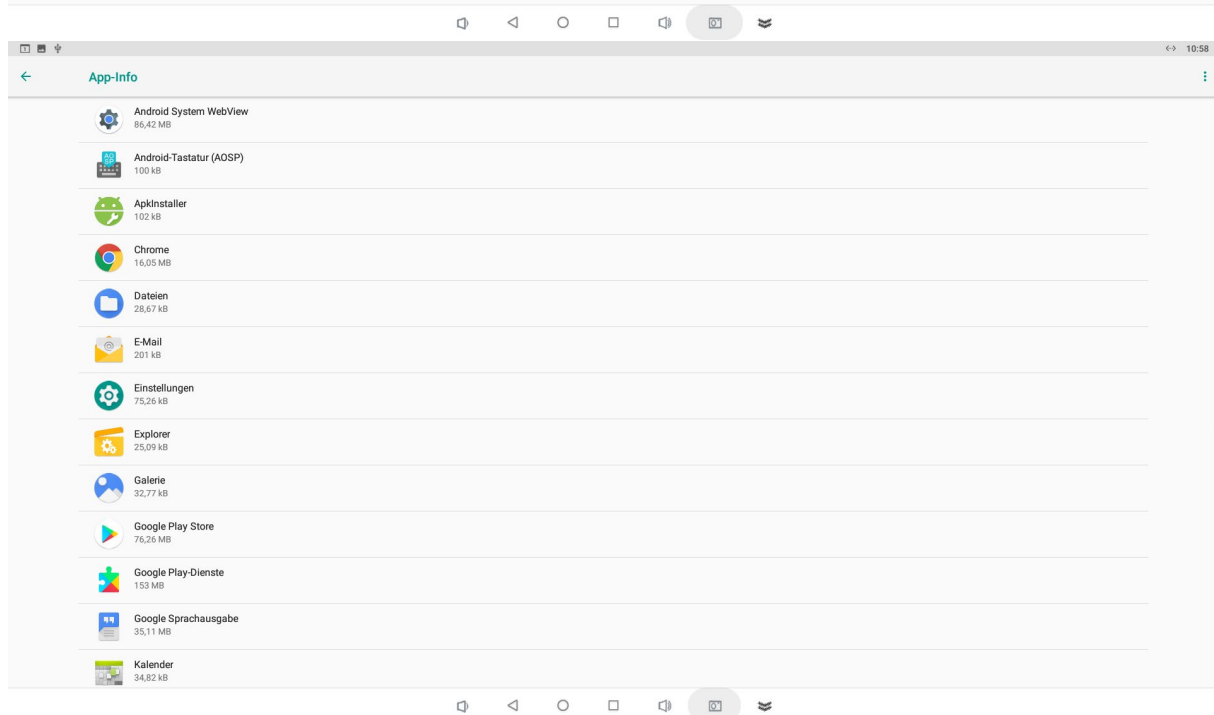 10:58
App-Info
Android System WebView
86,42 MB
Android-Tastatur (AOSP)
100 kB
ApkInstaller
102 kB
Chrome
16,05 MB
Dateien
28,67 kB
E-Mail
201 kB
Einstellungen
75,26 kB
Explorer
25,09 kB
Galerie
32,77 kB
Google Play Store
76,26 MB
Google Play-Dienste
153 MB
Google Sprachausgabe
35,11 MB
Kalender
34,82 kB